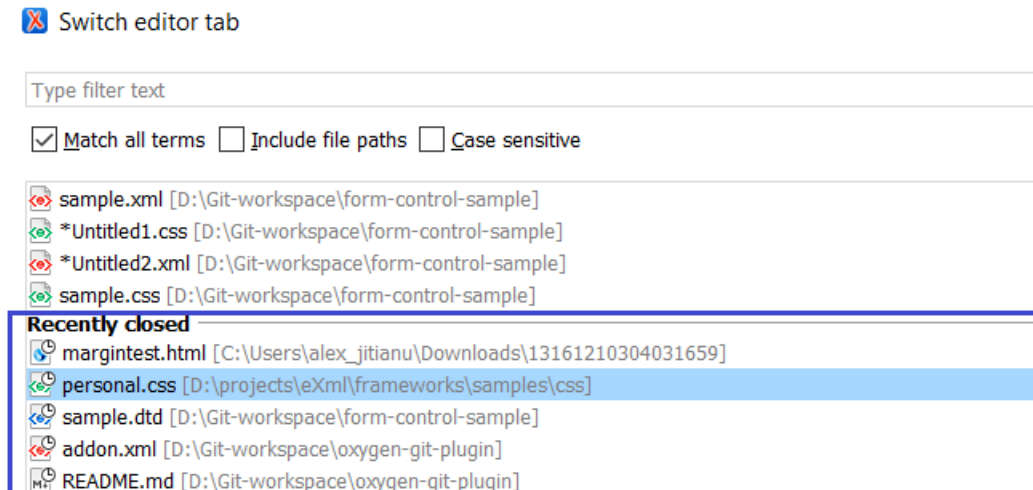 Switch editor tab
Type filter text
Match all terms Include file paths Case sensitive
sample.xml [D:\Git-workspace\form-control-sample]
*Untitled1.css [D:\Git-workspace\form-control-sample]
*Untitled2.xml [D:\Git-workspace\form-control-sample]
sample.css [D:\Git-workspace\form-control-sample]
Recently closed
margintest.html [C:\Users\alex_jitianu\Downloads\13161210304031659]
personal.css [D:\projects\eXml\frameworks\samples\css]
sample.dtd [D:\Git-workspace\form-control-sample]
addon.xml [D:\Git-workspace\oxygen-git-plugin]
README.md [D:\Git-workspace\oxygen-git-plugin]